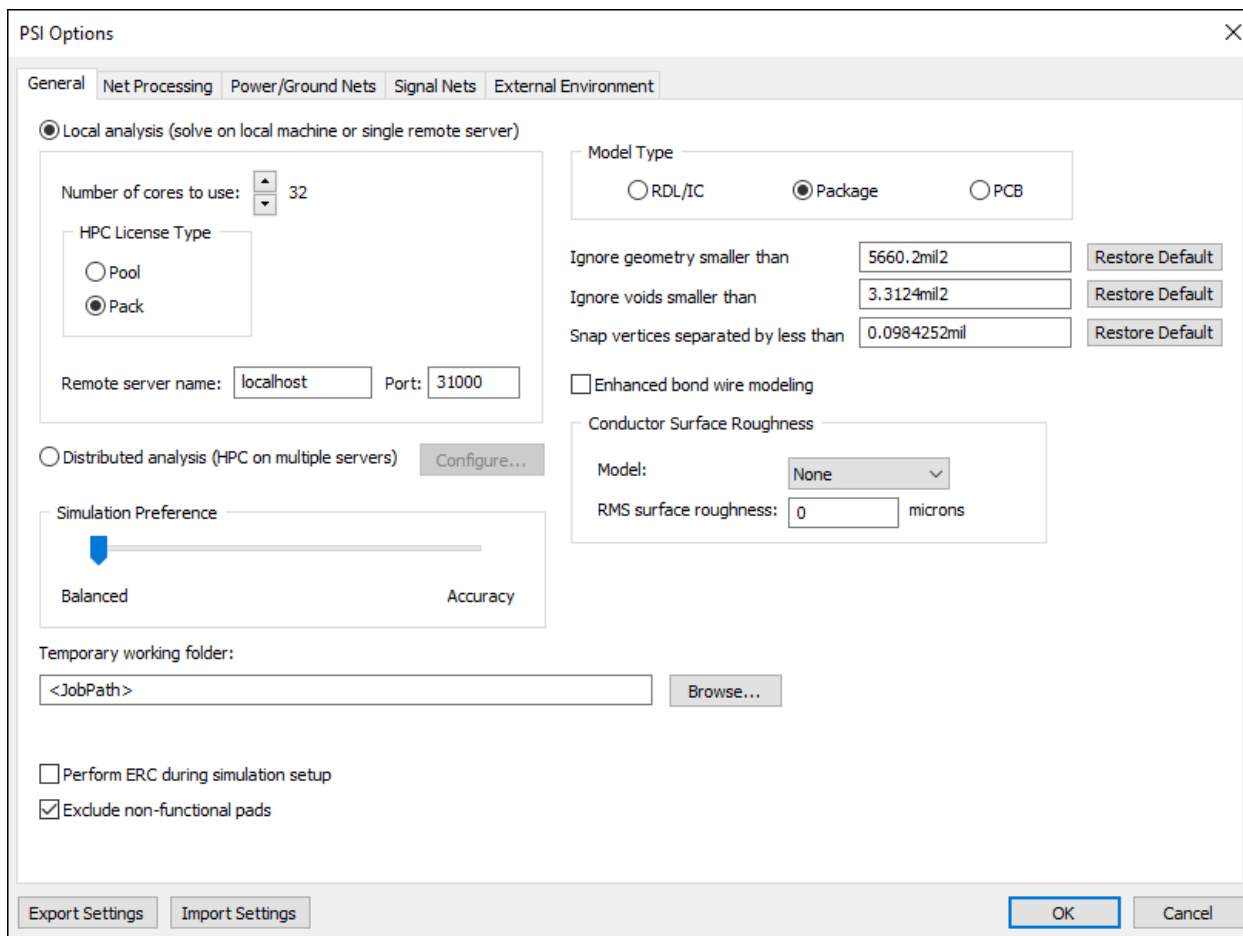 PSI Options
General Net Processing Power/Ground Nets Signal Nets External Environment
Local analysis (solve on local machine or single remote server)
Number of cores to use: 32
HPC License Type
Pool
Pack
Remote server name: localhost Port: 31000
Distributed analysis (HPC on multiple servers) Configure...
Simulation Preference
Balanced Accuracy
Model Type
RDL/IC Package PCB
Ignore geometry smaller than 5660.2mil2 Restore Default
Ignore voids smaller than 3.3124mil2 Restore Default
Snap vertices separated by less than 0.0984252mil Restore Default
Enhanced bond wire modeling
Conductor Surface Roughness
Model: None
RMS surface roughness: 0 microns
Temporary working folder:
<JobPath> Browse...
Perform ERC during simulation setup
Exclude non-functional pads
Export Settings Import Settings OK Cancel